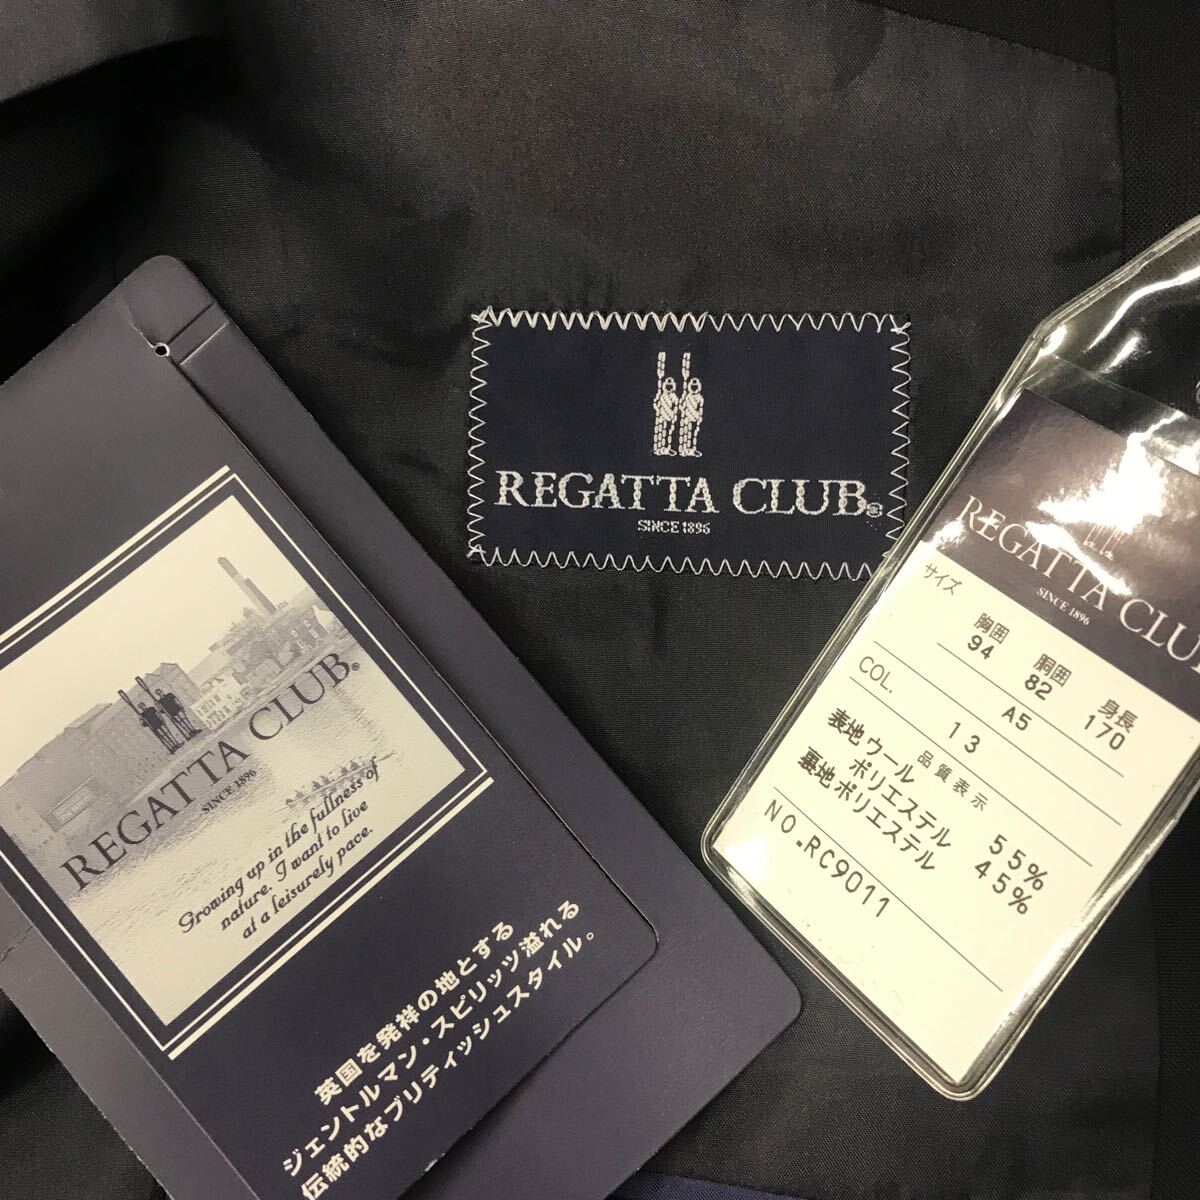 REGATTA CLUB®
SINCE 1896
REGATTA CLUB®
SINCE 1896
Growing up in the fullness of
nature. I want to live
at a leisurely pace.
英国を発祥の地とする
ジェントルマン・スピリッツ溢れる
伝統的なブリティッシュスタイル。
REGATTA CLUB
SINCE 1896
サイズ
胸囲 胴囲 身長
94 82 170
A5
COL. 13
品質表示
表地 ウール 55%
ポリエステル 45%
裏地 ポリエステル
NO.RC9011